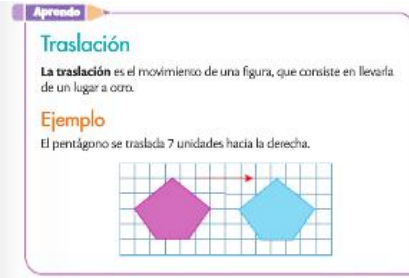 Aprendo
Traslación
La traslación es el movimiento de una figura, que consiste en llevarla
de un lugar a otro.
Ejemplo
El pentágono se traslada 7 unidades hacia la derecha.